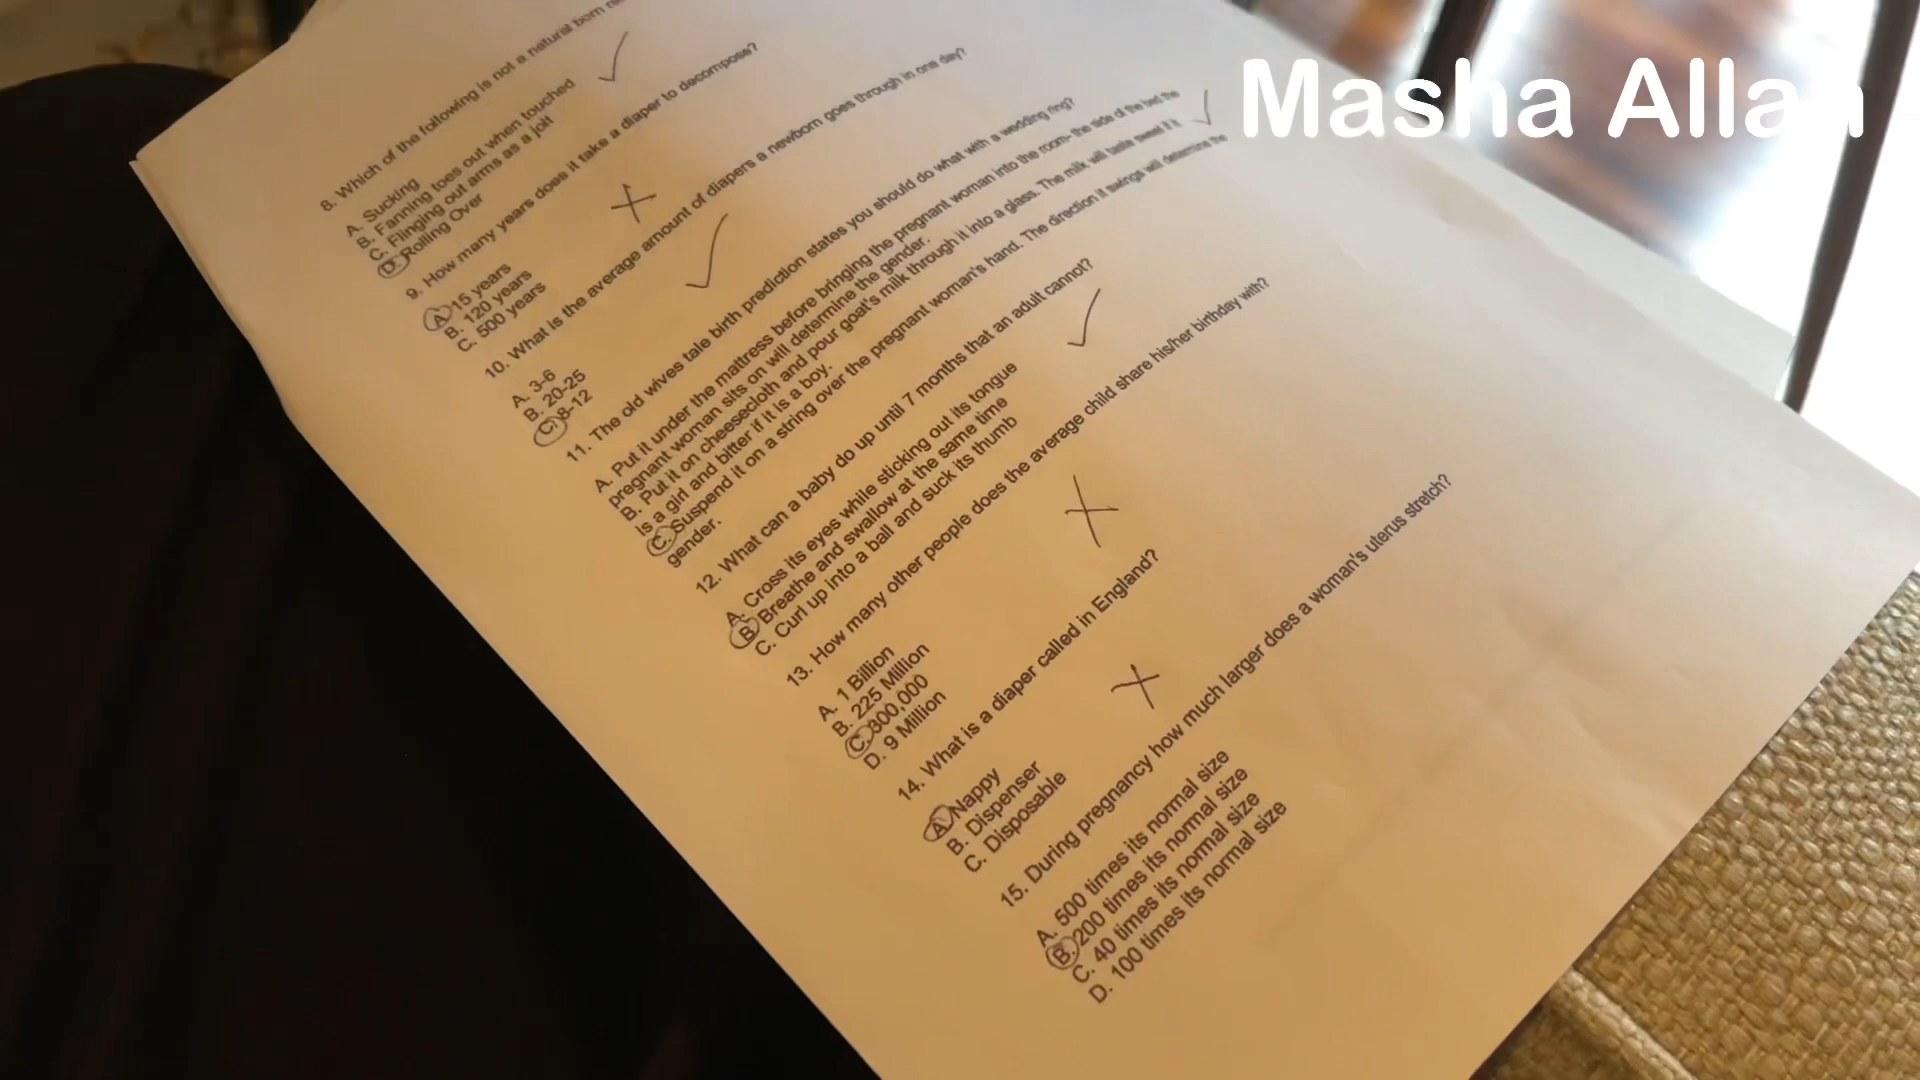 Masha Allah
8. Which of the following is not a natural born
A. Sucking
B. Fanning toes out when touched
C. Flinging out arms as a jolt
D. Rolling Over
9. How many years does it take a diaper to decompose?
A. 15 years
B. 120 years
C. 500 years
10. What is the average amount of diapers a newborn goes through in one day?
A. 3-6
B. 20-25
C. 8-12
11. The old wives tale birth prediction states you should do what with a wedding ring?
A. Put it under the mattress before bringing the pregnant woman into the room- the side of the bed the
pregnant woman sits on will determine the gender.
B. Put it on cheesecloth and pour goat's milk through it into a glass. The milk will taste sweet if it
is a girl and bitter if it is a boy.
C. Suspend it on a string over the pregnant woman's hand. The direction it swings will determine the
gender.
12. What can a baby do up until 7 months that an adult cannot?
A. Cross its eyes while sticking out its tongue
B. Breathe and swallow at the same time
C. Curl up into a ball and suck its thumb
13. How many other people does the average child share his/her birthday with?
A. 1 Billion
B. 225 Million
C. 300,000
D. 9 Million
14. What is a diaper called in England?
A. Nappy
B. Dispenser
C. Disposable
15. During pregnancy how much larger does a woman's uterus stretch?
A. 500 times its normal size
B. 200 times its normal size
C. 40 times its normal size
D. 100 times its normal size